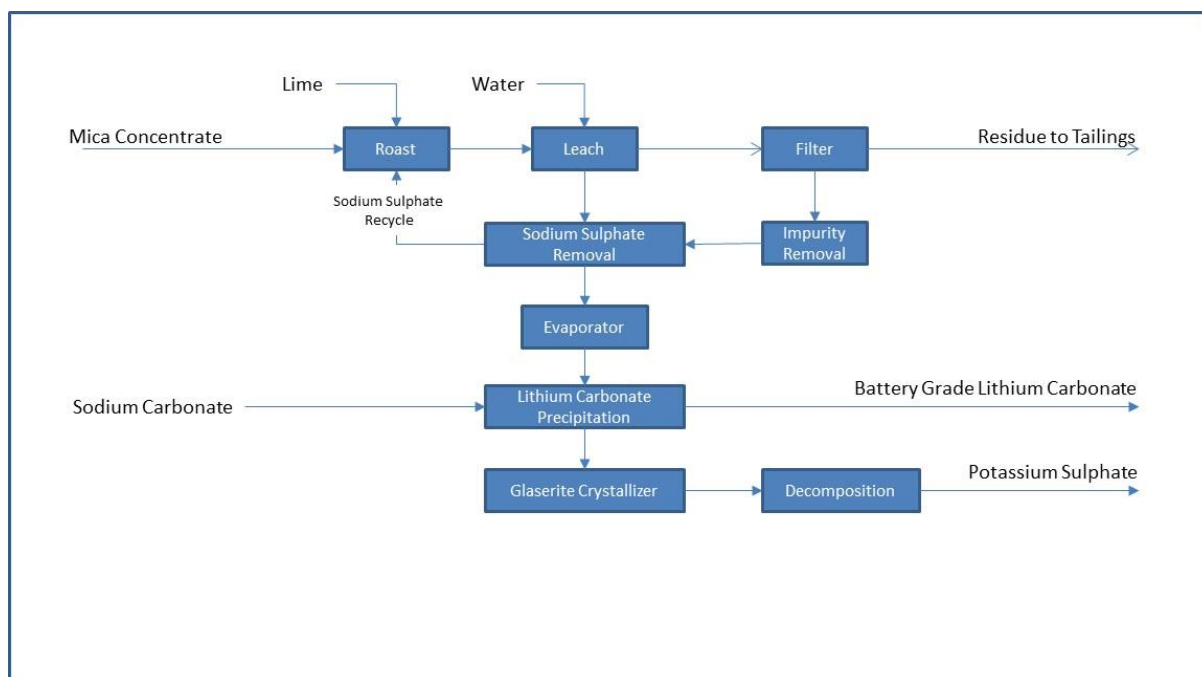 Lime
Water
Mica Concentrate
Roast
Leach
Filter
Residue to Tailings
Sodium Sulphate
Recycle
Sodium Sulphate
Removal
Impurity
Removal
Evaporator
Sodium Carbonate
Lithium Carbonate
Precipitation
Battery Grade Lithium Carbonate
Glaserite Crystallizer
Decomposition
Potassium Sulphate